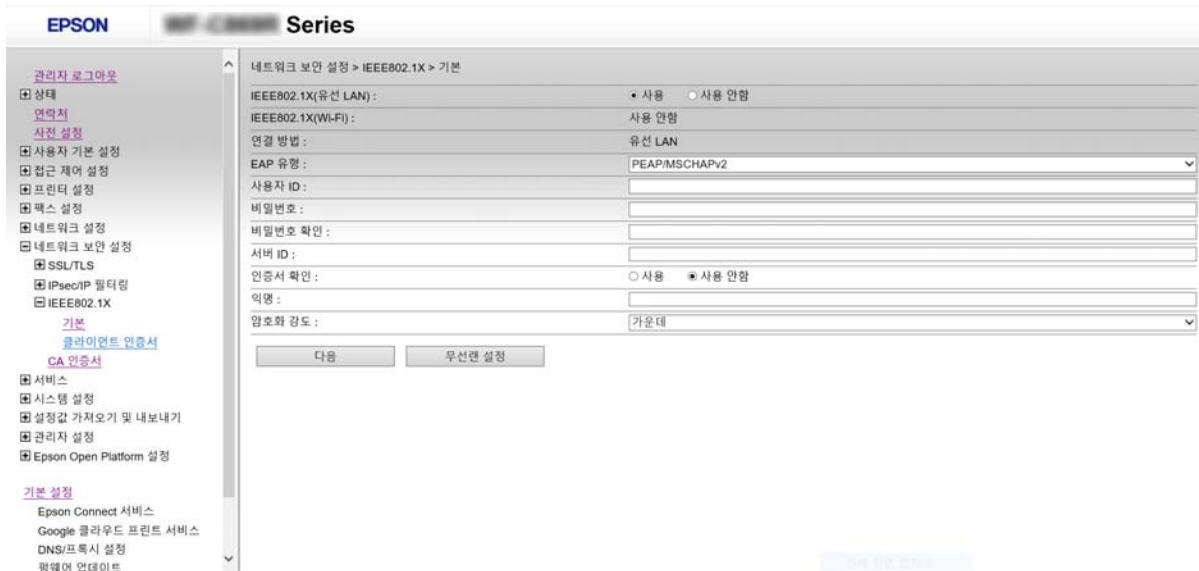 EPSON
Series
관리자 로그아웃
상태
연락처
사전 설정
사용자 기본 설정
접근 제어 설정
프린터 설정
팩스 설정
네트워크 설정
네트워크 보안 설정
SSL/TLS
IPsec/IP 필터링
IEEE802.1X
기본
클라이언트 인증서
CA 인증서
서비스
시스템 설정
설정값 가져오기 및 내보내기
관리자 설정
Epson Open Platform 설정
기본 설정
Epson Connect 서비스
Google 클라우드 프린트 서비스
DNS/프록시 설정
펌웨어 업데이트
네트워크 보안 설정 > IEEE802.1X > 기본
IEEE802.1X(유선 LAN) : 사용 사용 안함
IEEE802.1X(Wi-Fi) : 사용 안함
연결 방법 : 유선 LAN
EAP 유형 : PEAP/MSCHAPv2
사용자 ID :
비밀번호 :
비밀번호 확인 :
서버 ID :
인증서 확인 : 사용 사용 안함
익명 :
암호화 강도 : 가운데
다음 무선랜 설정